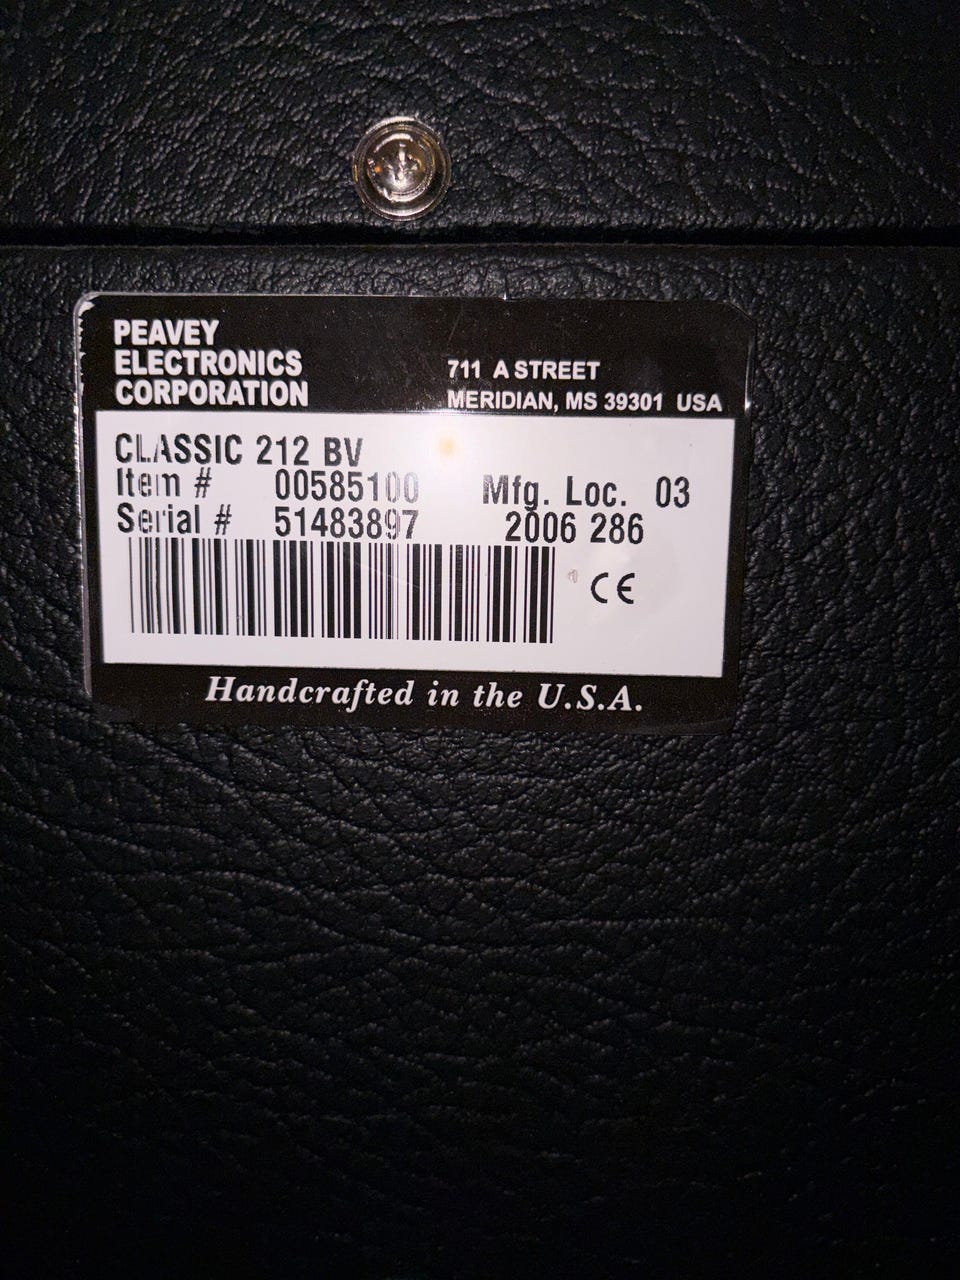 PEAVEY
ELECTRONICS
CORPORATION
711 A STREET
MERIDIAN, MS 39301 USA
CLASSIC 212 BV
Item # 00585100 Mfg. Loc. 03
Serial # 51483897 2006 286
CE
Handcrafted in the U.S.A.